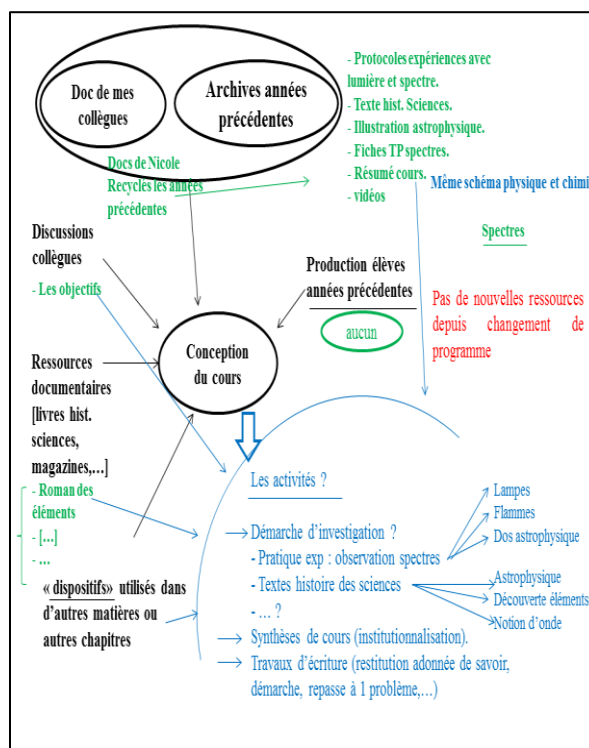 Doc de mes
collègues
Archives années
précédentes
- Protocoles expériences avec
lumière et spectre.
- Texte hist. Sciences.
- Illustration astrophysique.
- Fiches TP spectres.
- Résumé cours.
- vidéos
Docs de Nicole
Recyclés les années
précédentes
Même schéma physique et chimi
Spectres
Discussions
collègues
- Les objectifs
Production élèves
années précédentes
aucun
Pas de nouvelles ressources
depuis changement de
programme
Conception
du cours
Ressources
documentaires
[livres hist.
sciences,
magazines,…]
- Roman des
éléments
- […]
- …
« dispositifs» utilisés dans
d'autres matières ou
autres chapitres
Les activités ?
Démarche d'investigation ?
- Pratique exp : observation spectres
- Textes histoire des sciences
- … ?
Lampes
Flammes
Dos astrophysique
Astrophysique
Découverte éléments
Notion d'onde
Synthèses de cours (institutionnalisation).
Travaux d'écriture (restitution adonnée de savoir,
démarche, repasse à 1 problème,…)